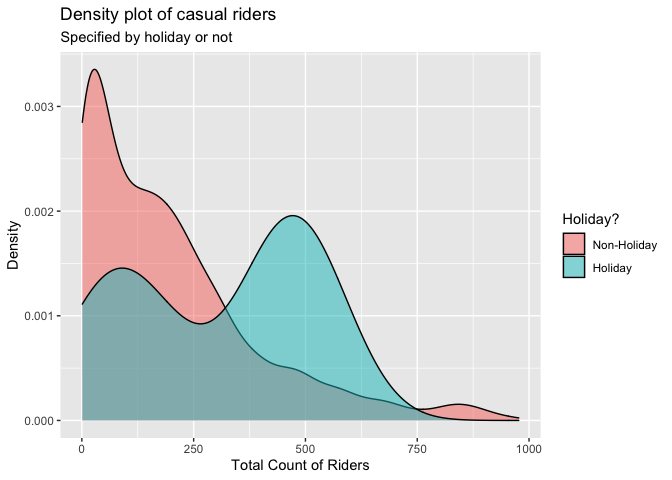 Density plot of casual riders
Specified by holiday or not
0.003
0.002
0.001
0.000
Density
0
250
500
750
1000
Total Count of Riders
Holiday?
Non-Holiday
Holiday